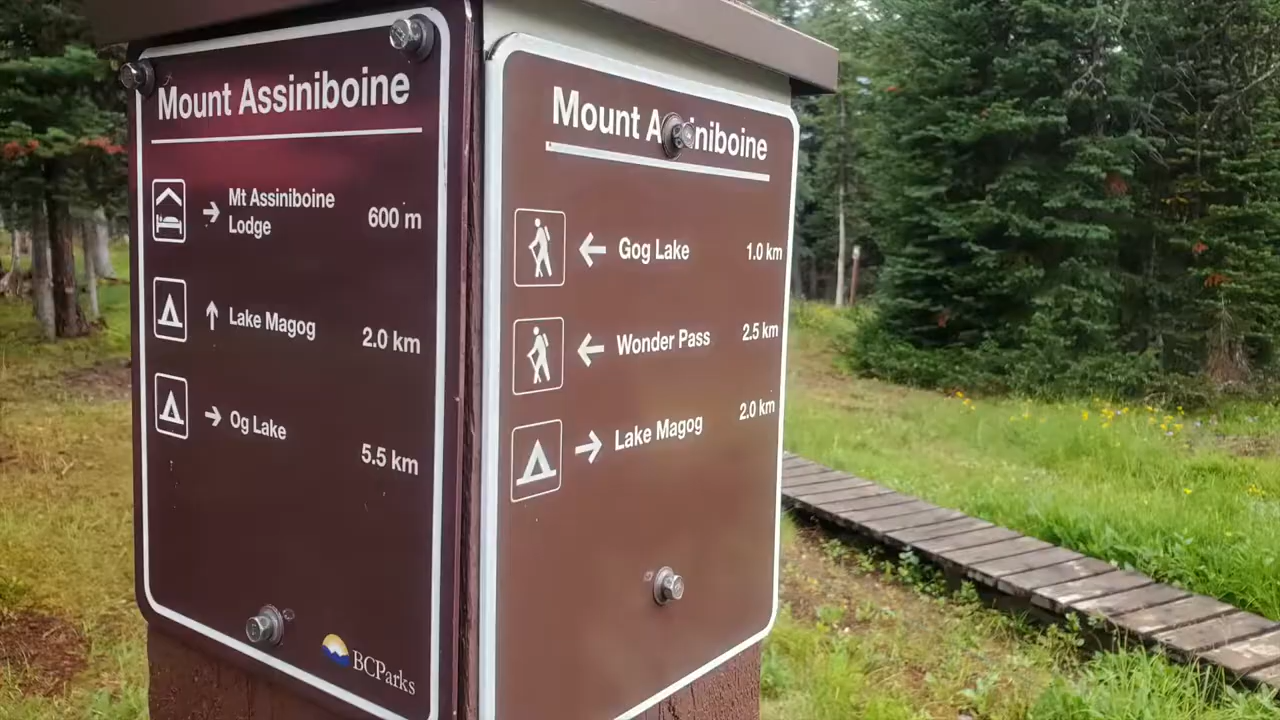 Mount Assiniboine
Mt Assiniboine
Lodge
600 m
Lake Magog
2.0 km
Og Lake
5.5 km
BCParks
Mount Assiniboine
Gog Lake
1.0 km
Wonder Pass
2.5 km
Lake Magog
2.0 km